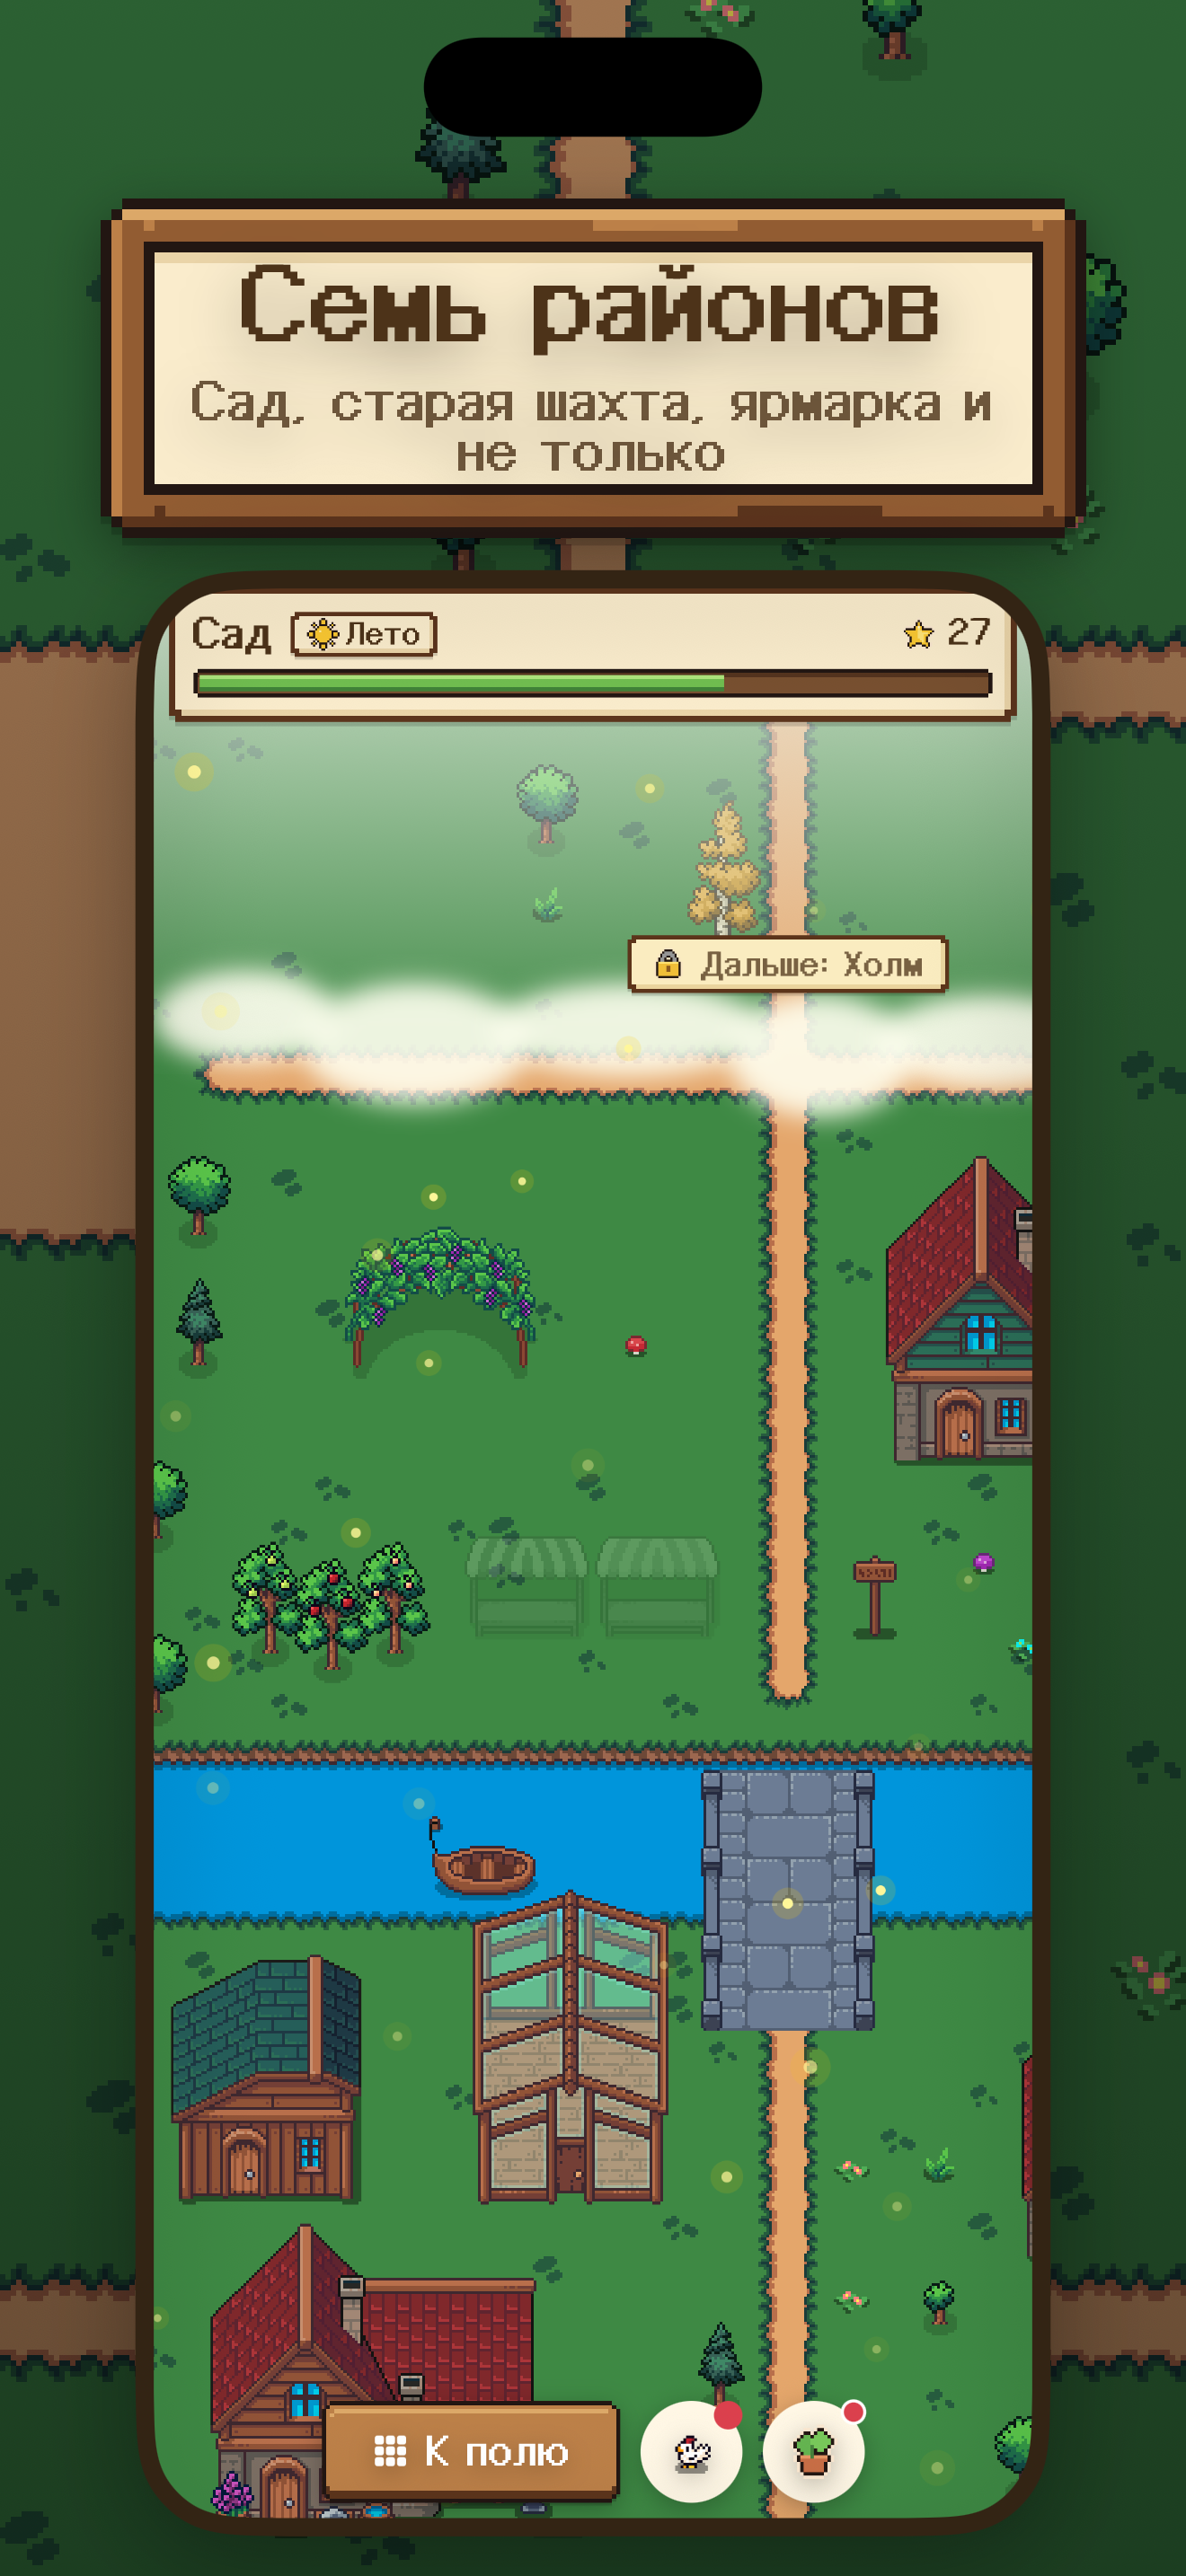 Семь районов
Сад, старая шахта, ярмарка и
не только
Сад
Лето
27
Дальше: Холм
К полю